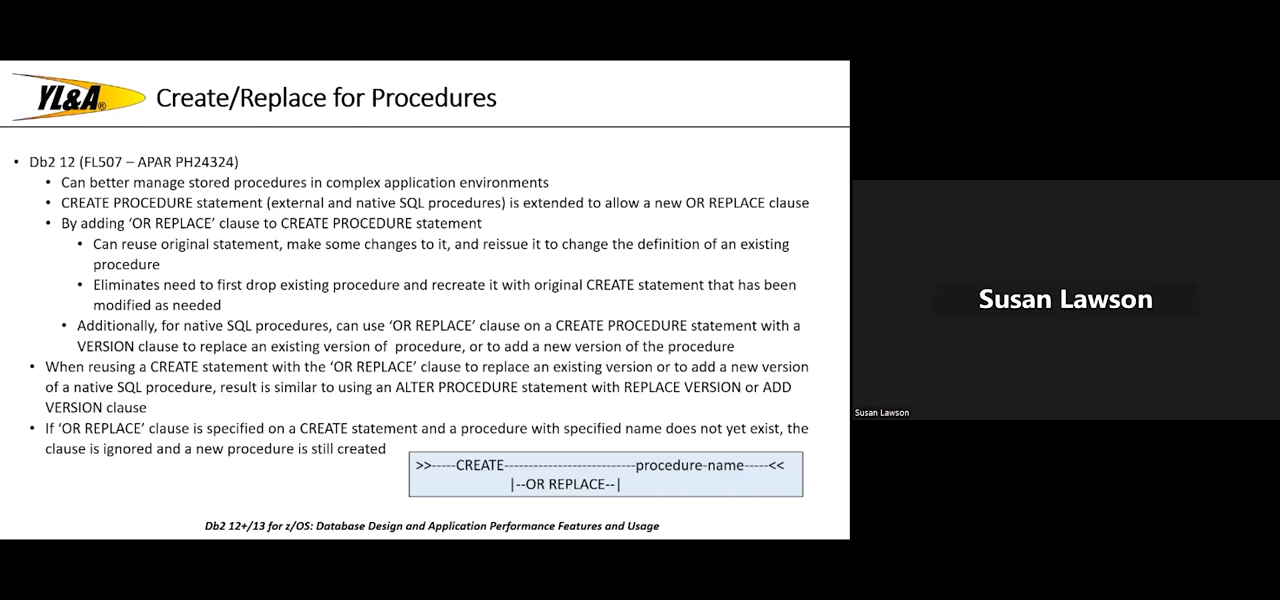 YL&A®
Create/Replace for Procedures
• Db2 12 (FL507 – APAR PH24324)
• Can better manage stored procedures in complex application environments
• CREATE PROCEDURE statement (external and native SQL procedures) is extended to allow a new OR REPLACE clause
• By adding ‘OR REPLACE’ clause to CREATE PROCEDURE statement
• Can reuse original statement, make some changes to it, and reissue it to change the definition of an existing
procedure
• Eliminates need to first drop existing procedure and recreate it with original CREATE statement that has been
modified as needed
• Additionally, for native SQL procedures, can use ‘OR REPLACE’ clause on a CREATE PROCEDURE statement with a
VERSION clause to replace an existing version of procedure, or to add a new version of the procedure
• When reusing a CREATE statement with the ‘OR REPLACE’ clause to replace an existing version or to add a new version
of a native SQL procedure, result is similar to using an ALTER PROCEDURE statement with REPLACE VERSION or ADD
VERSION clause
• If ‘OR REPLACE’ clause is specified on a CREATE statement and a procedure with specified name does not yet exist, the
clause is ignored and a new procedure is still created
>>-----CREATE---------------------------procedure-name-----<<
|--OR REPLACE--|
Db2 12+/13 for z/OS: Database Design and Application Performance Features and Usage
Susan Lawson
Susan Lawson